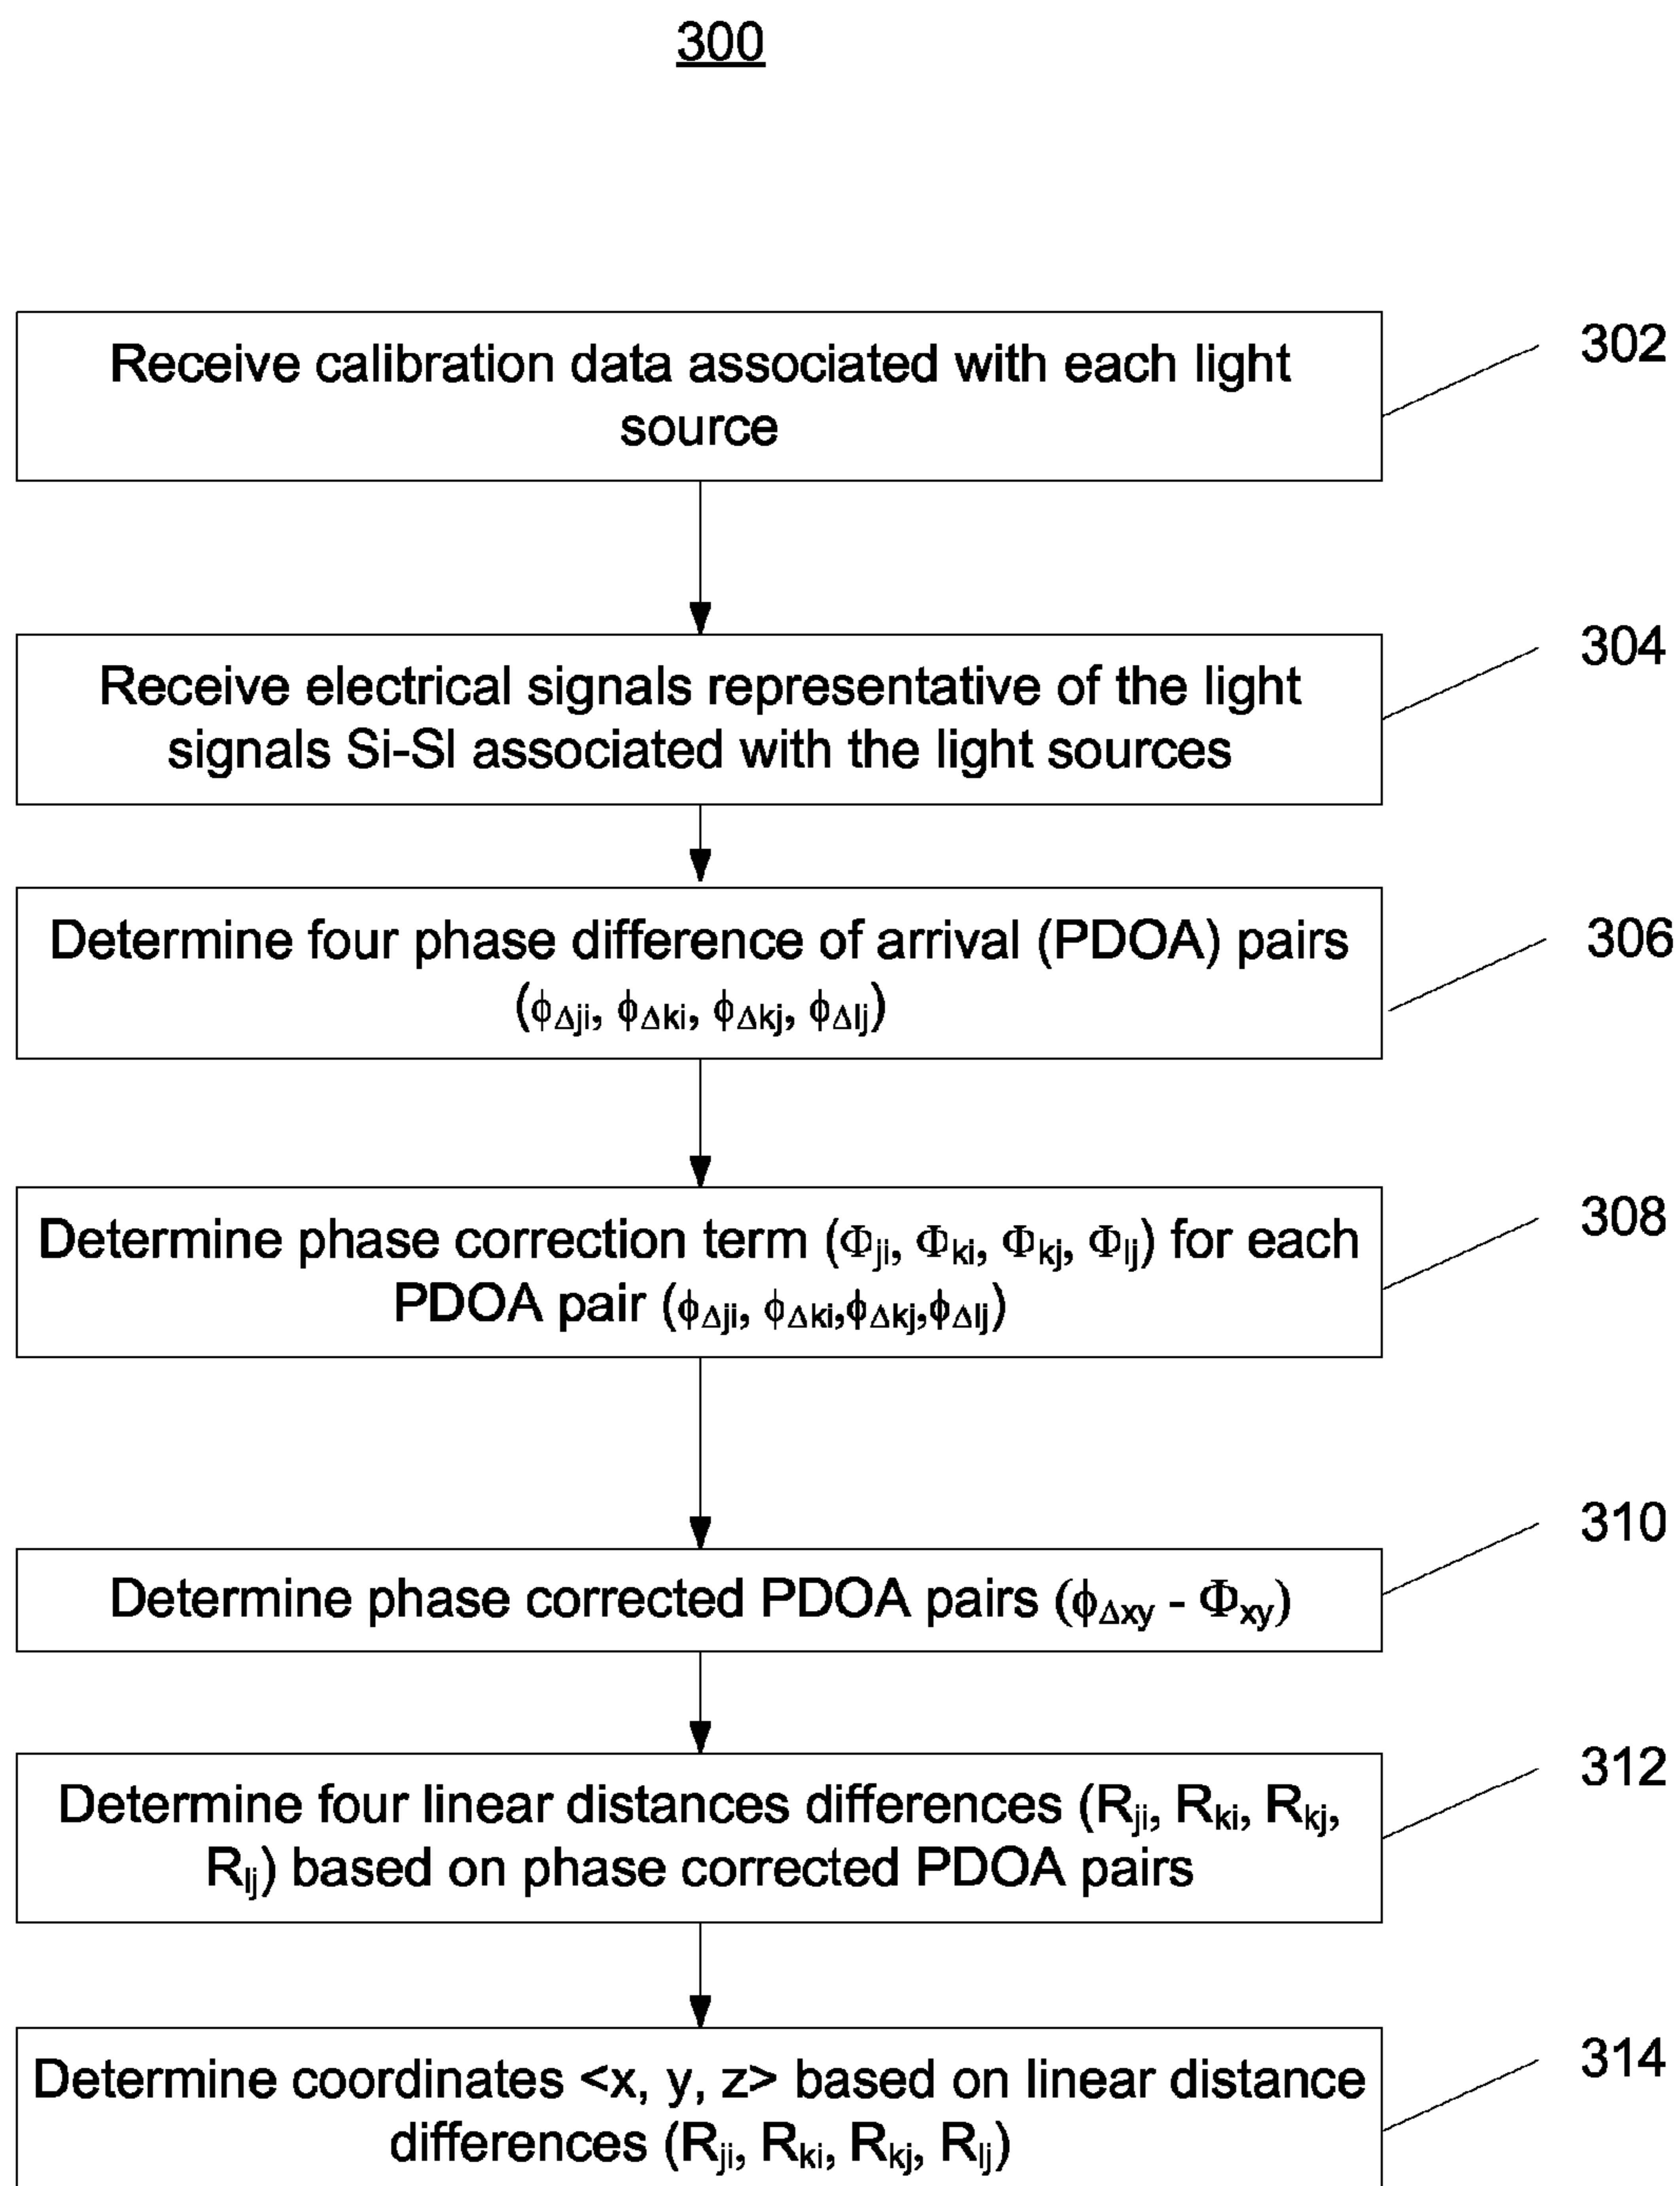 300
Receive calibration data associated with each light
source
302
Receive electrical signals representative of the light
signals Si-Sl associated with the light sources
304
Determine four phase difference of arrival (PDOA) pairs
(ϕΔji, ϕΔki, ϕΔkj, ϕΔlj)
306
Determine phase correction term (Φji, Φki, Φkj, Φlj) for each
PDOA pair (ϕΔji, ϕΔki,ϕΔkj,ϕΔlj)
308
Determine phase corrected PDOA pairs (ϕΔxy - Φxy)
310
Determine four linear distances differences (Rji, Rki, Rkj,
Rlj) based on phase corrected PDOA pairs
312
Determine coordinates <x, y, z> based on linear distance
differences (Rji, Rki, Rkj, Rlj)
314